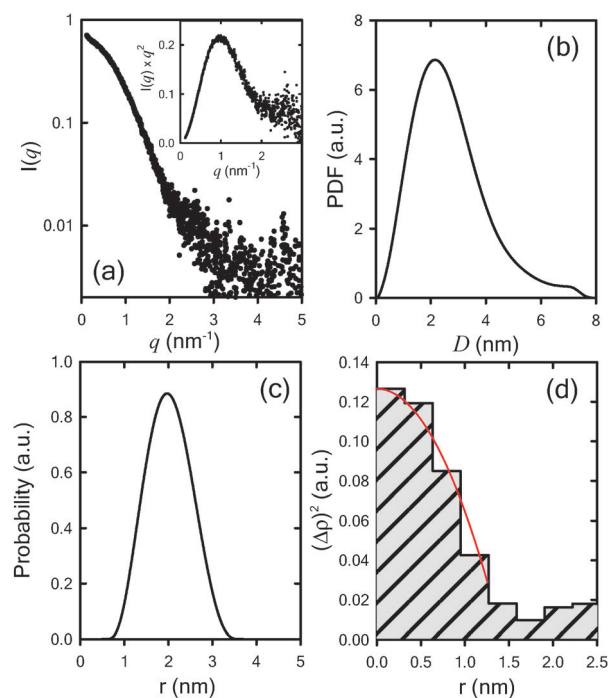 1
0.1
0.01
I(q)
0 1 2 3 4 5
q (nm⁻¹)
(a)
0.2
0.1
0.0
I(q) x q²
0 2
q (nm⁻¹)
8
6
4
2
0
PDF (a.u.)
0 2 4 6 8
D (nm)
(b)
1.0
0.8
0.6
0.4
0.2
0.0
Probability (a.u.)
0 1 2 3 4 5
r (nm)
(c)
0.14
0.12
0.10
0.08
0.06
0.04
0.02
0.00
(Δρ)² (a.u.)
0.0 0.5 1.0 1.5 2.0 2.5
r (nm)
(d)